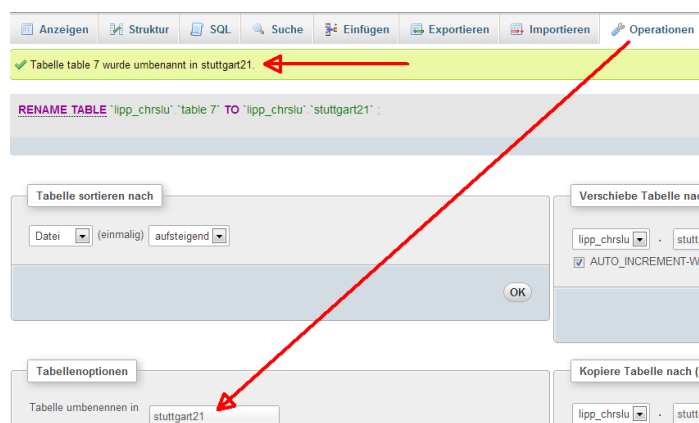 Anzeigen Struktur SQL Suche Einfügen Exportieren Importieren Operationen
Tabelle table 7 wurde umbenannt in stuttgart21.
RENAME TABLE `lipp_chrslu`.`table 7` TO `lipp_chrslu`.`stuttgart21` ;
Tabelle sortieren nach
Datei (einmalig) aufsteigend
OK
Verschiebe Tabelle nac
lipp_chrslu . stutt
AUTO_INCREMENT-W
Tabellenoptionen
Tabelle umbenennen in stuttgart21
Kopiere Tabelle nach (
lipp_chrslu . stutt